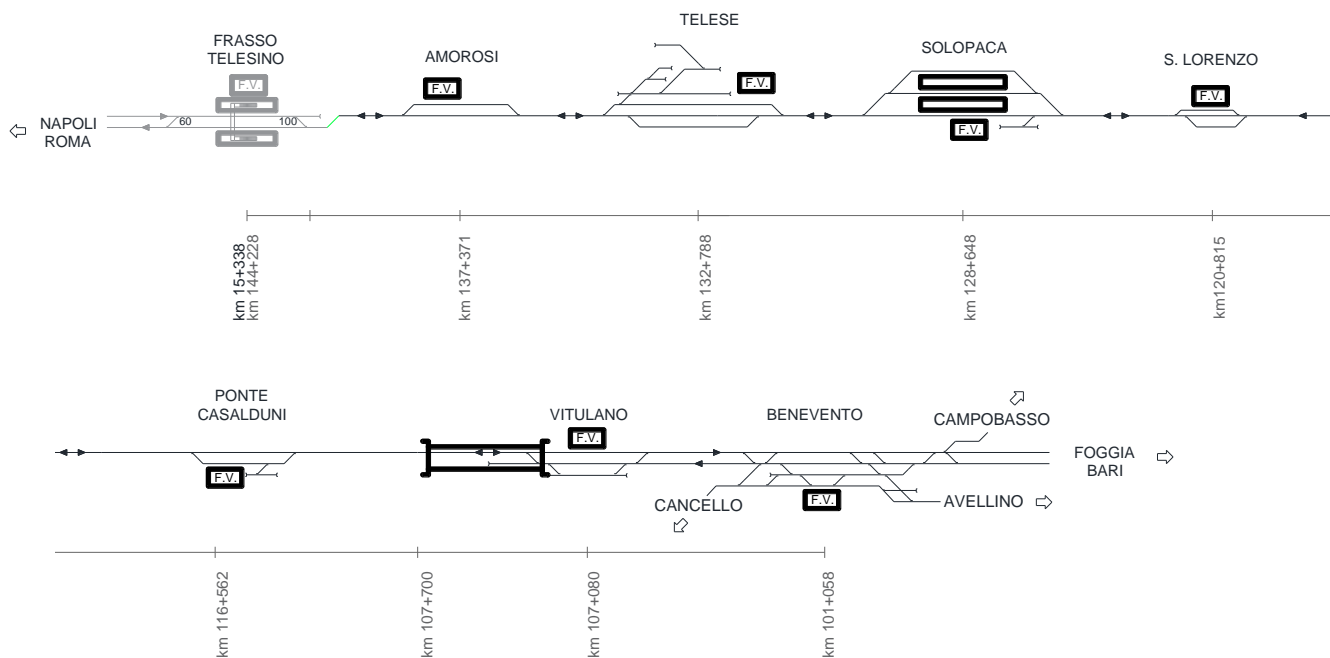 TELESE
FRASSO
TELESINO
AMOROSI
SOLOPACA
S. LORENZO
F.V.
F.V.
F.V.
F.V.
F.V.
NAPOLI
ROMA
60
100
km 15+338
km 144+228
km 137+371
km 132+788
km 128+648
km120+815
PONTE
CASALDUNI
VITULANO
BENEVENTO
CAMPOBASSO
FOGGIA
BARI
F.V.
F.V.
F.V.
CANCELLO
AVELLINO
km 116+562
km 107+700
km 107+080
km 101+058